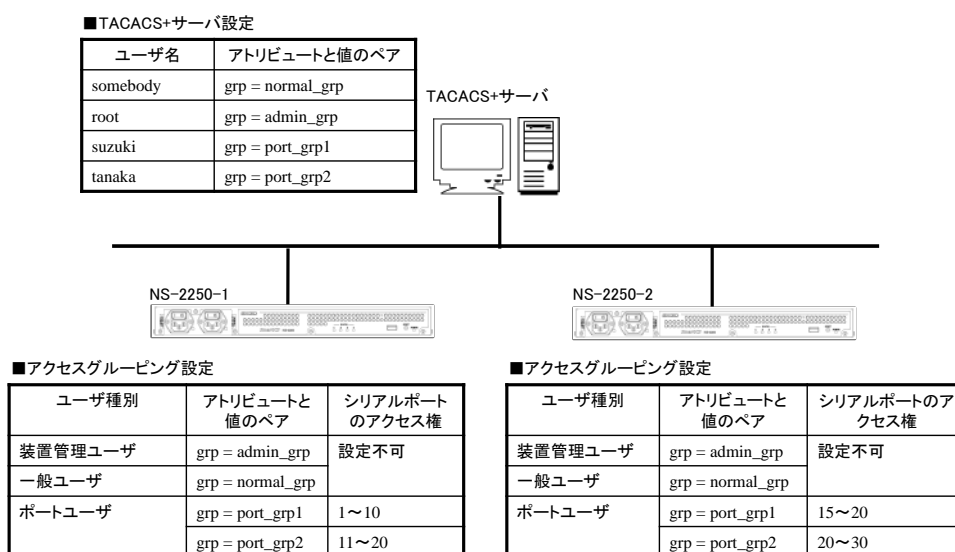 ■TACACS+サーバ設定
ユーザ名 アトリビュートと値のペア
somebody grp = normal_grp
root grp = admin_grp
suzuki grp = port_grp1
tanaka grp = port_grp2
TACACS+サーバ
NS-2250-1
NS-2250-2
■アクセスグルーピング設定
ユーザ種別 アトリビュートと値のペア シリアルポートのアクセス権
装置管理ユーザ grp = admin_grp 設定不可
一般ユーザ grp = normal_grp
ポートユーザ grp = port_grp1 1～10
grp = port_grp2 11～20
■アクセスグルーピング設定
ユーザ種別 アトリビュートと値のペア シリアルポートのアクセス権
装置管理ユーザ grp = admin_grp 設定不可
一般ユーザ grp = normal_grp
ポートユーザ grp = port_grp1 15～20
grp = port_grp2 20～30